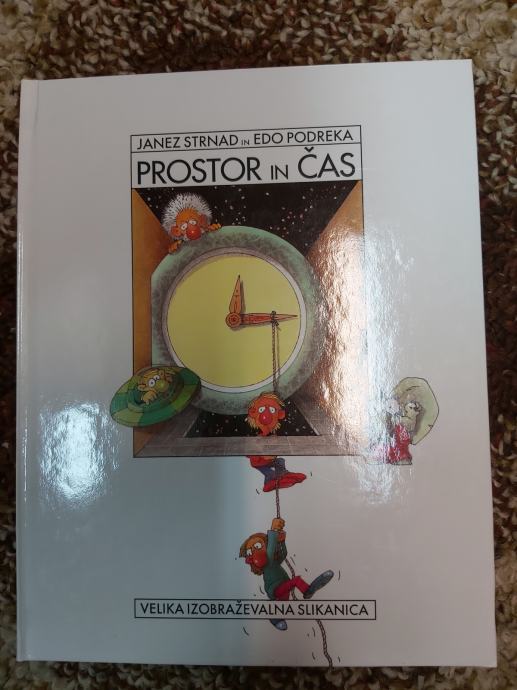 JANEZ STRNAD IN EDO PODREKA
PROSTOR IN ČAS
VELIKA IZOBRAŽEVALNA SLIKANICA